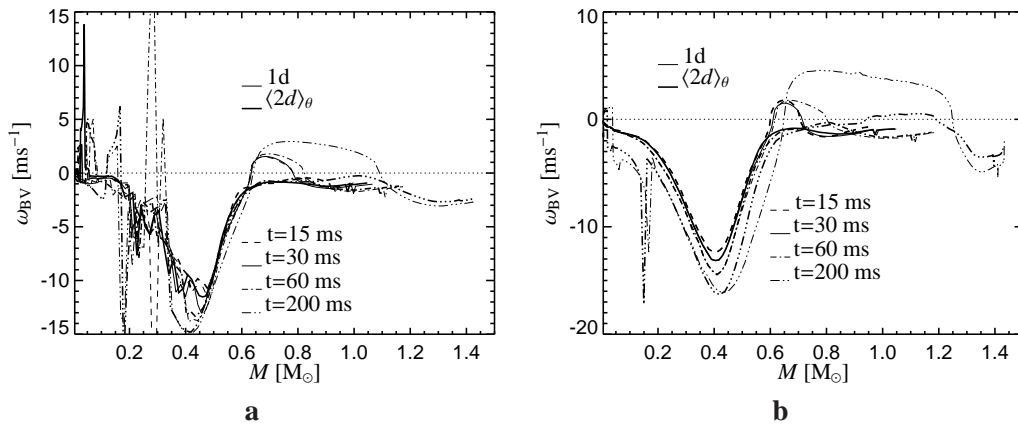 15
10
5
0
-5
-10
-15
ω_BV [ms⁻¹]
1d
⟨2d⟩_θ
t=15 ms
t=30 ms
t=60 ms
t=200 ms
0.2 0.4 0.6 0.8 1.0 1.2 1.4
M [M_⊙]
a
10
0
-10
-20
ω_BV [ms⁻¹]
1d
⟨2d⟩_θ
t=15 ms
t=30 ms
t=60 ms
t=200 ms
0.2 0.4 0.6 0.8 1.0 1.2 1.4
M [M_⊙]
b